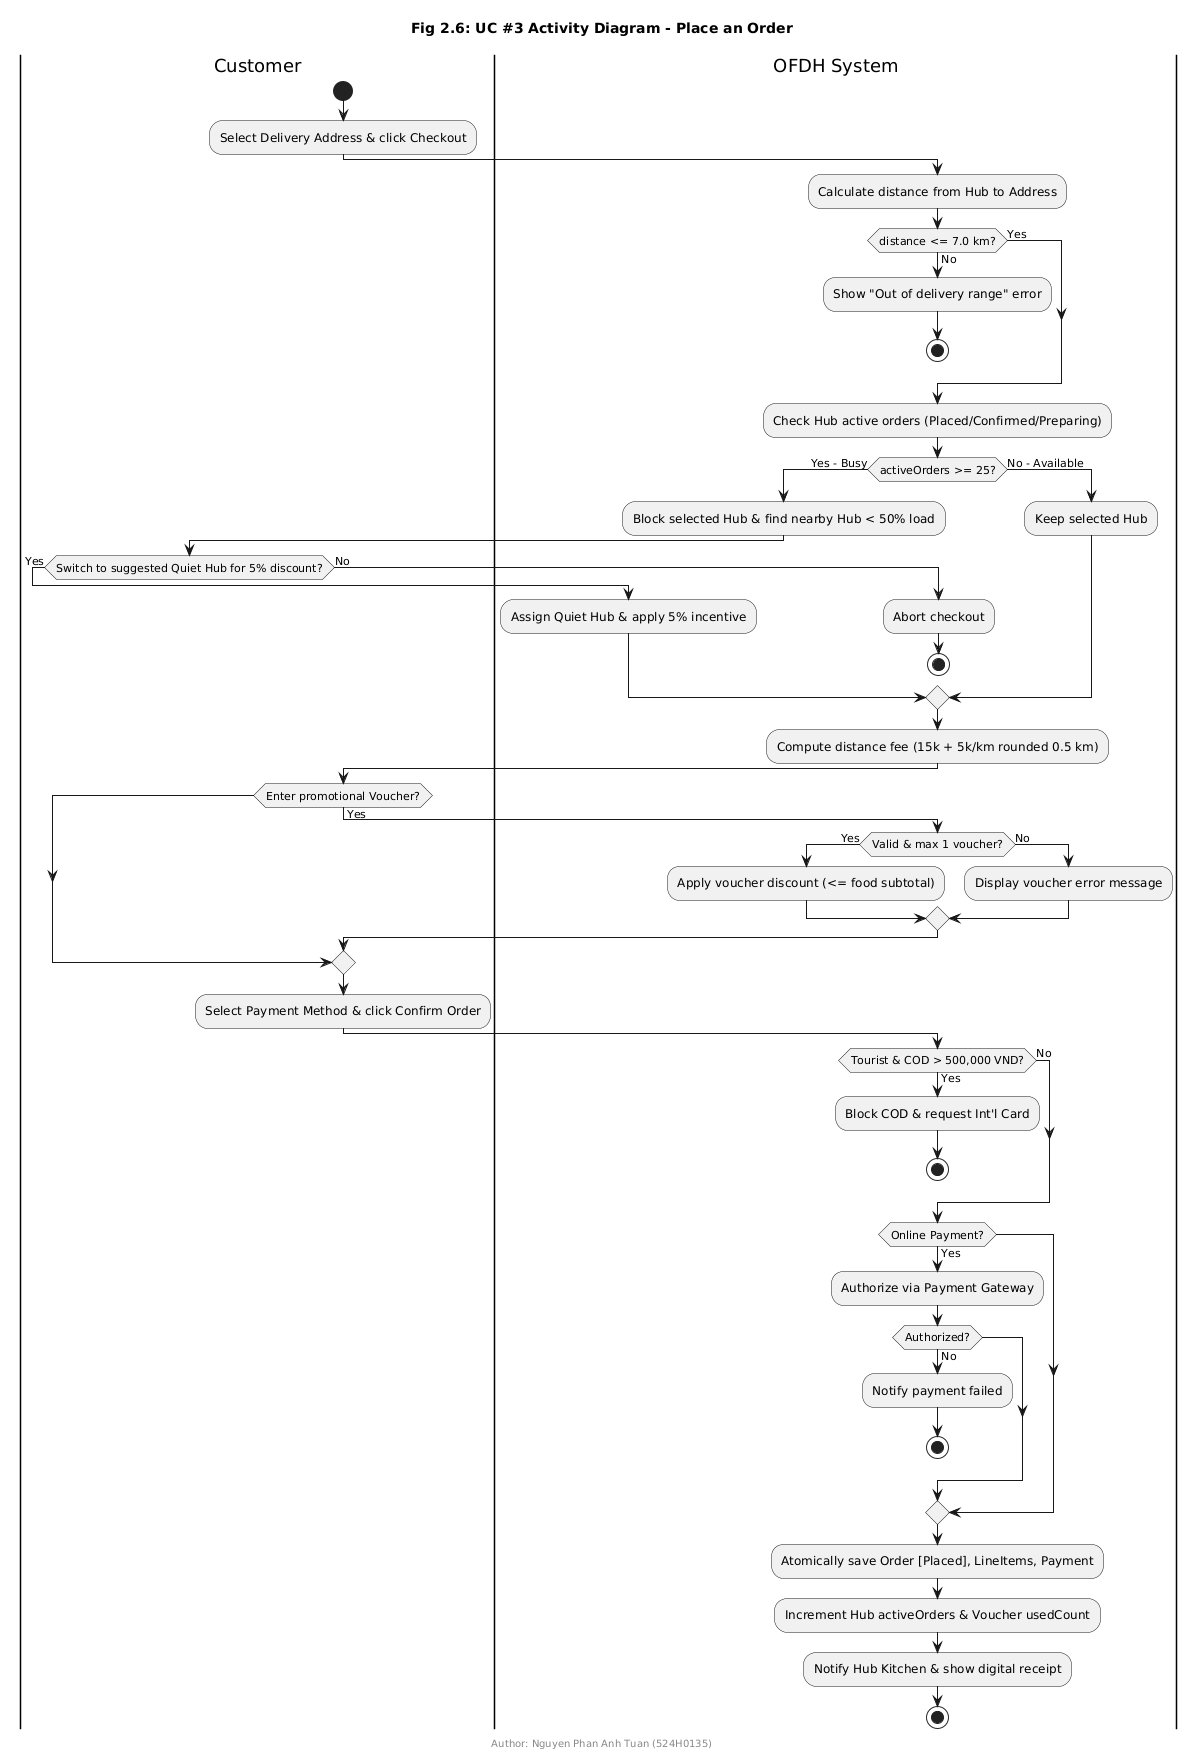 Fig 2.6: UC #3 Activity Diagram - Place an Order
Customer
OFDH System
Select Delivery Address & click Checkout
Calculate distance from Hub to Address
distance <= 7.0 km?
Yes
No
Show "Out of delivery range" error
Check Hub active orders (Placed/Confirmed/Preparing)
Yes - Busy
activeOrders >= 25?
No - Available
Block selected Hub & find nearby Hub < 50% load
Keep selected Hub
Yes
Switch to suggested Quiet Hub for 5% discount?
No
Assign Quiet Hub & apply 5% incentive
Abort checkout
Compute distance fee (15k + 5k/km rounded 0.5 km)
Enter promotional Voucher?
Yes
Yes
Valid & max 1 voucher?
No
Apply voucher discount (<= food subtotal)
Display voucher error message
Select Payment Method & click Confirm Order
Tourist & COD > 500,000 VND?
No
Yes
Block COD & request Int'l Card
Online Payment?
Yes
Authorize via Payment Gateway
Authorized?
No
Notify payment failed
Atomically save Order [Placed], LineItems, Payment
Increment Hub activeOrders & Voucher usedCount
Notify Hub Kitchen & show digital receipt
Author: Nguyen Phan Anh Tuan (524H0135)